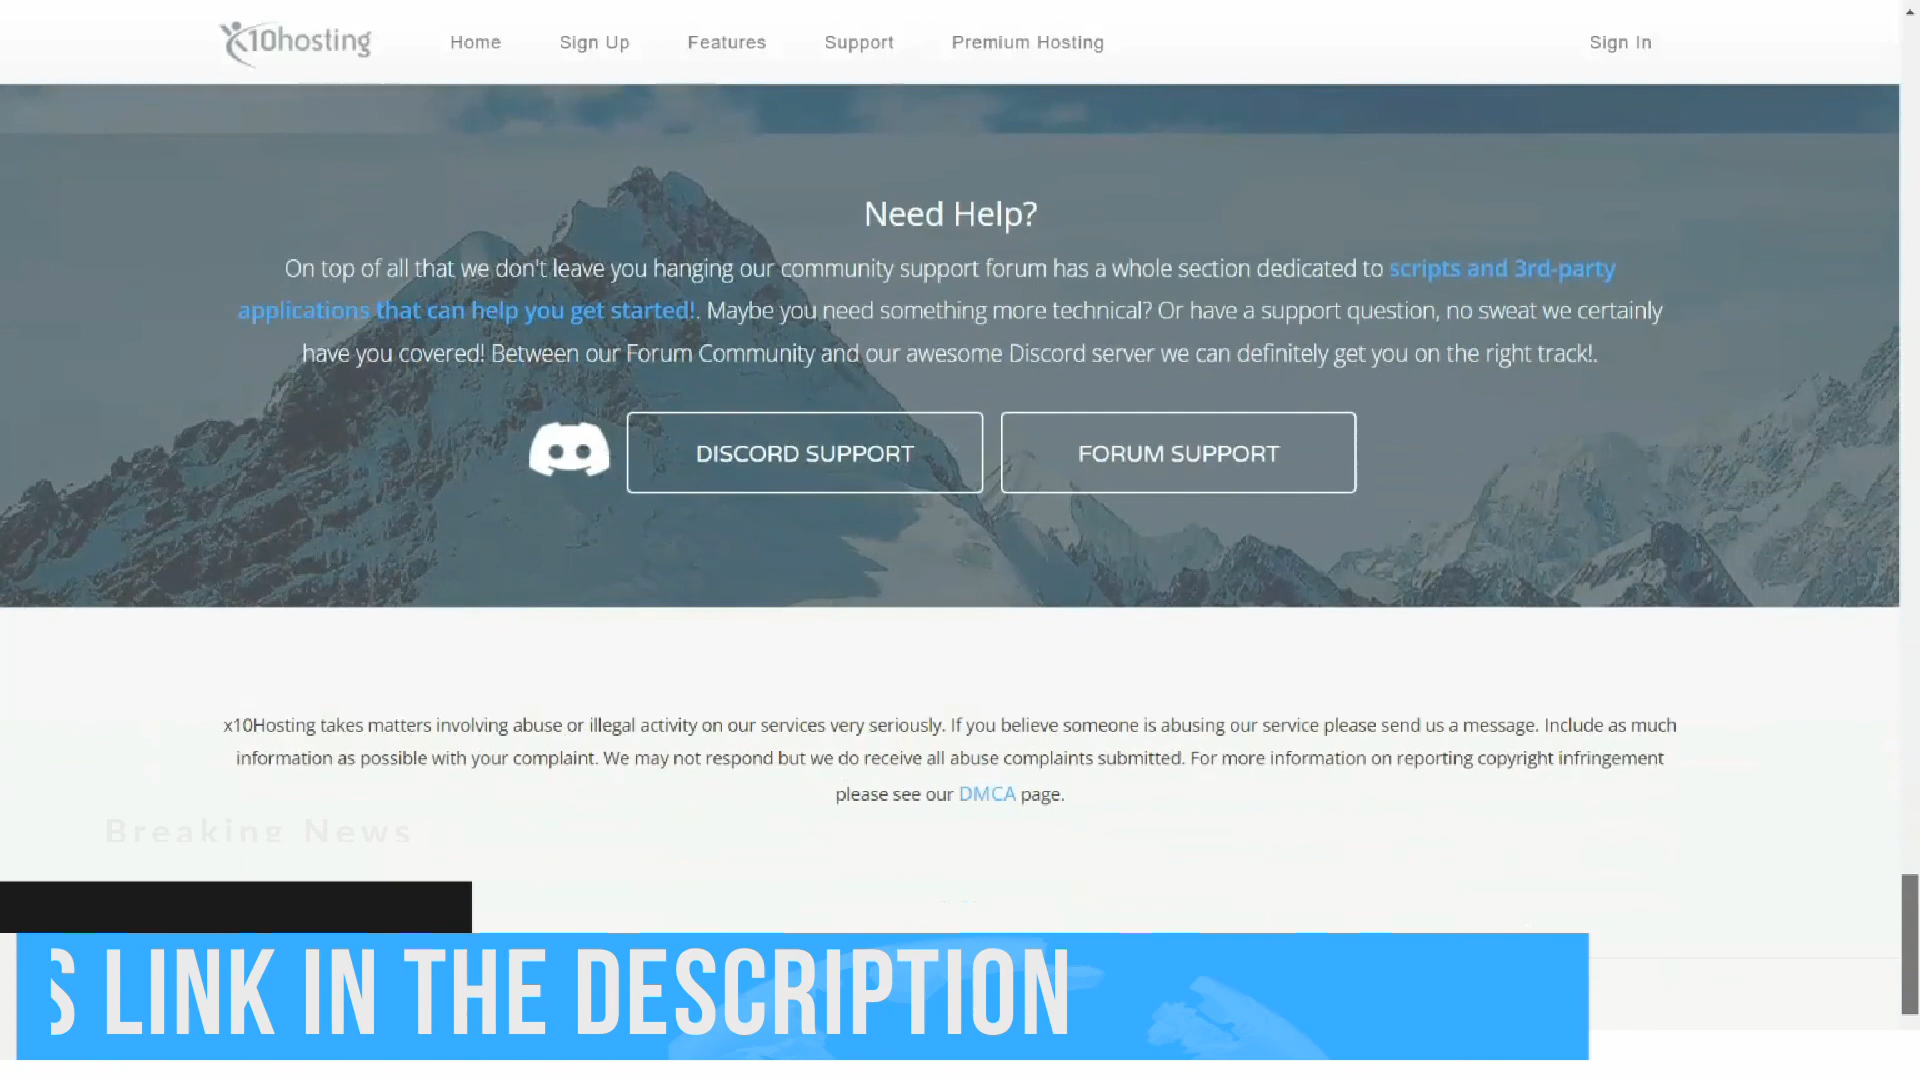 x10hosting
Home Sign Up Features Support Premium Hosting Sign In
Need Help?
On top of all that we don't leave you hanging our community support forum has a whole section dedicated to scripts and 3rd-party
applications that can help you get started!. Maybe you need something more technical? Or have a support question, no sweat we certainly
have you covered! Between our Forum Community and our awesome Discord server we can definitely get you on the right track!.
DISCORD SUPPORT FORUM SUPPORT
x10Hosting takes matters involving abuse or illegal activity on our services very seriously. If you believe someone is abusing our service please send us a message. Include as much
information as possible with your complaint. We may not respond but we do receive all abuse complaints submitted. For more information on reporting copyright infringement
please see our DMCA page.
Breaking News
S LINK IN THE DESCRIPTION